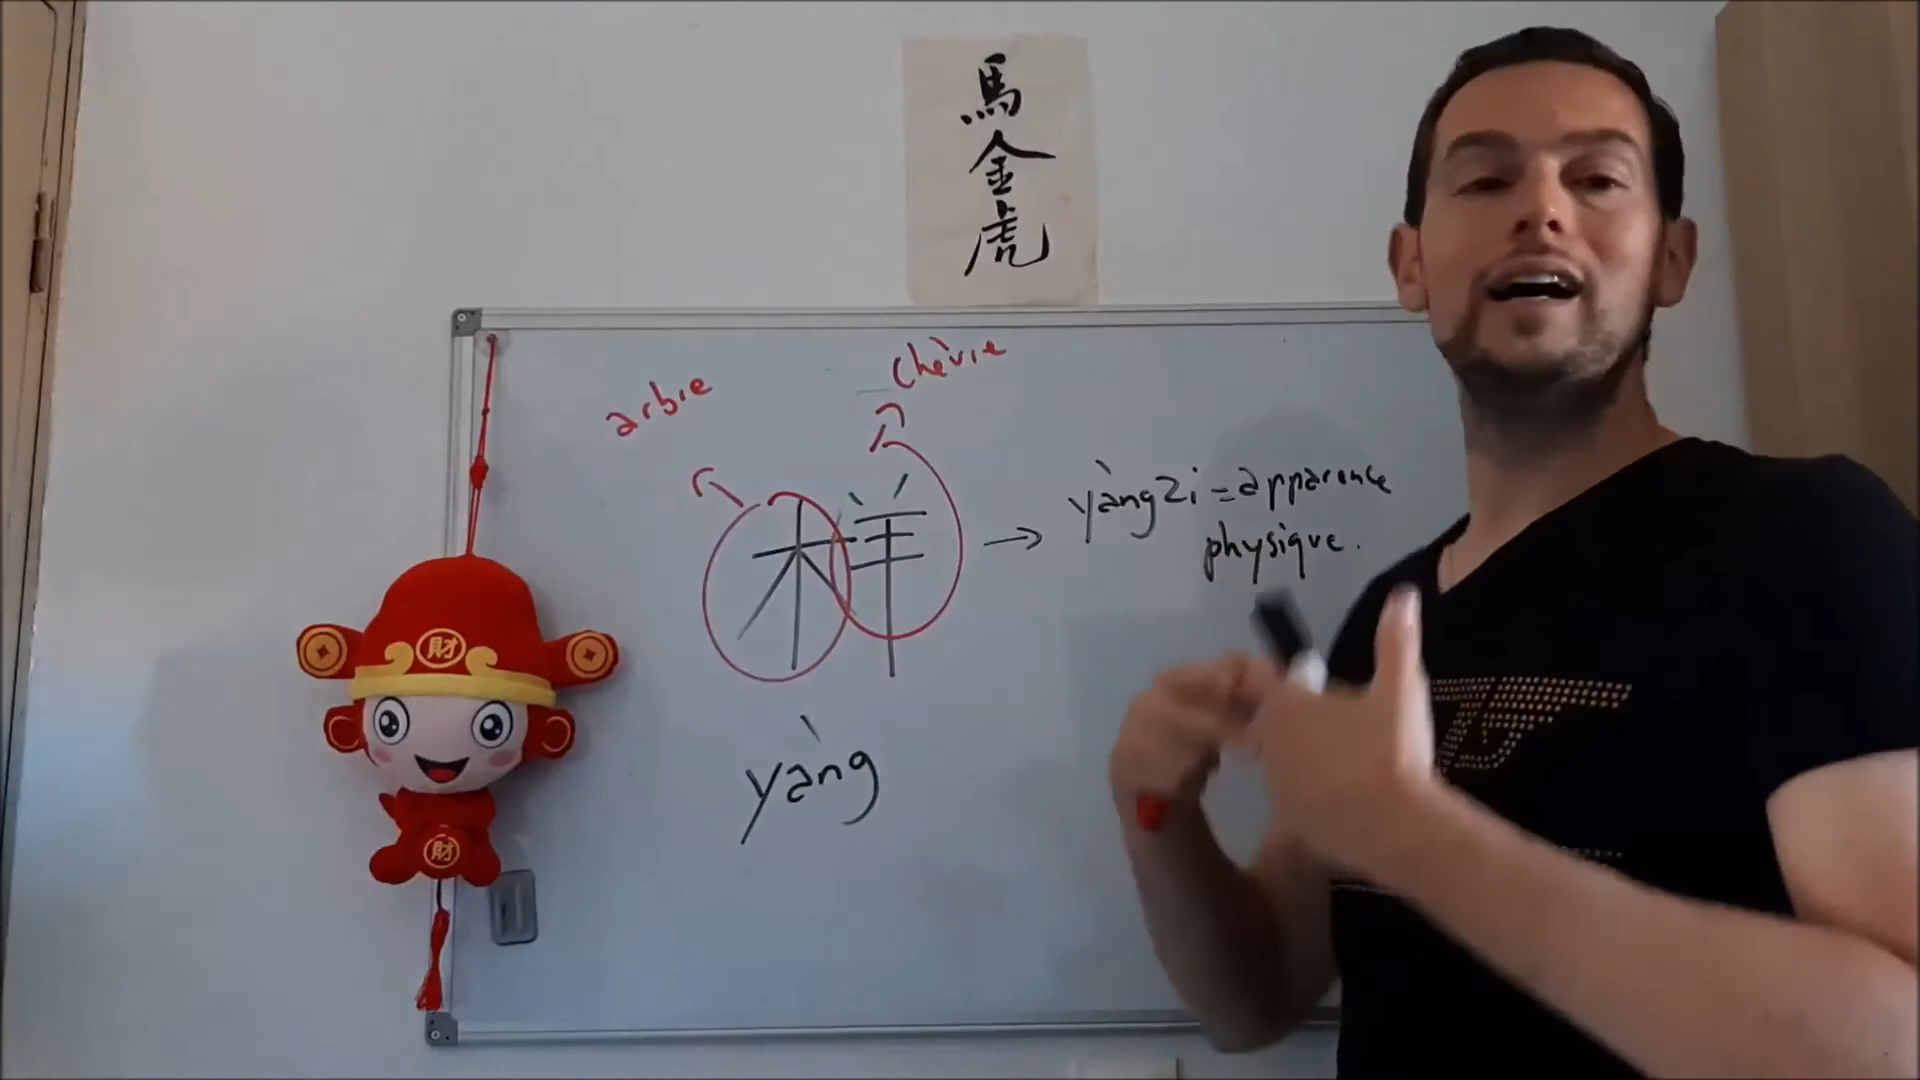 馬
金
虎
arbre
chèvre
样
yàngzi = apparence
physique.
yàng
財
財